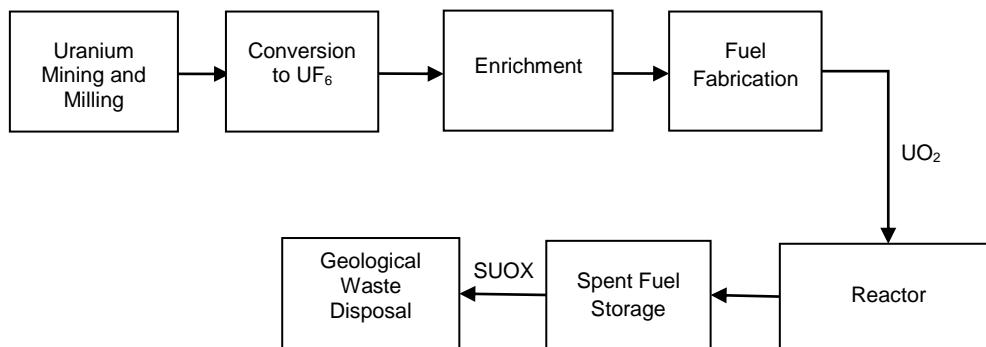 Uranium
Mining and
Milling
Conversion
to UF₆
Enrichment
Fuel
Fabrication
UO₂
Reactor
Spent Fuel
Storage
SUOX
Geological
Waste
Disposal